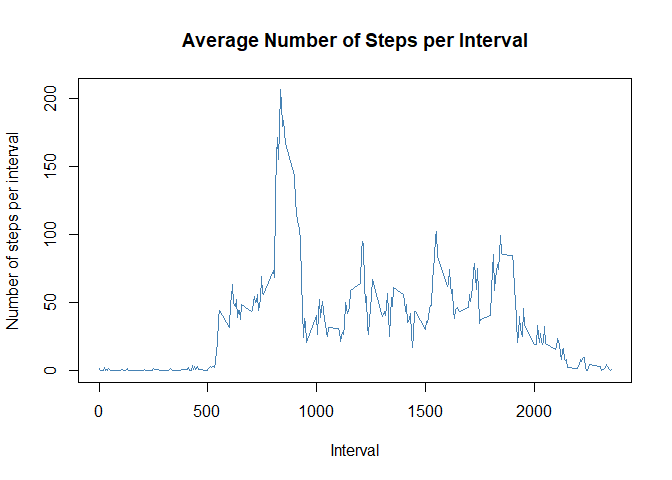 Average Number of Steps per Interval
Number of steps per interval
200
150
100
50
0
0 500 1000 1500 2000
Interval